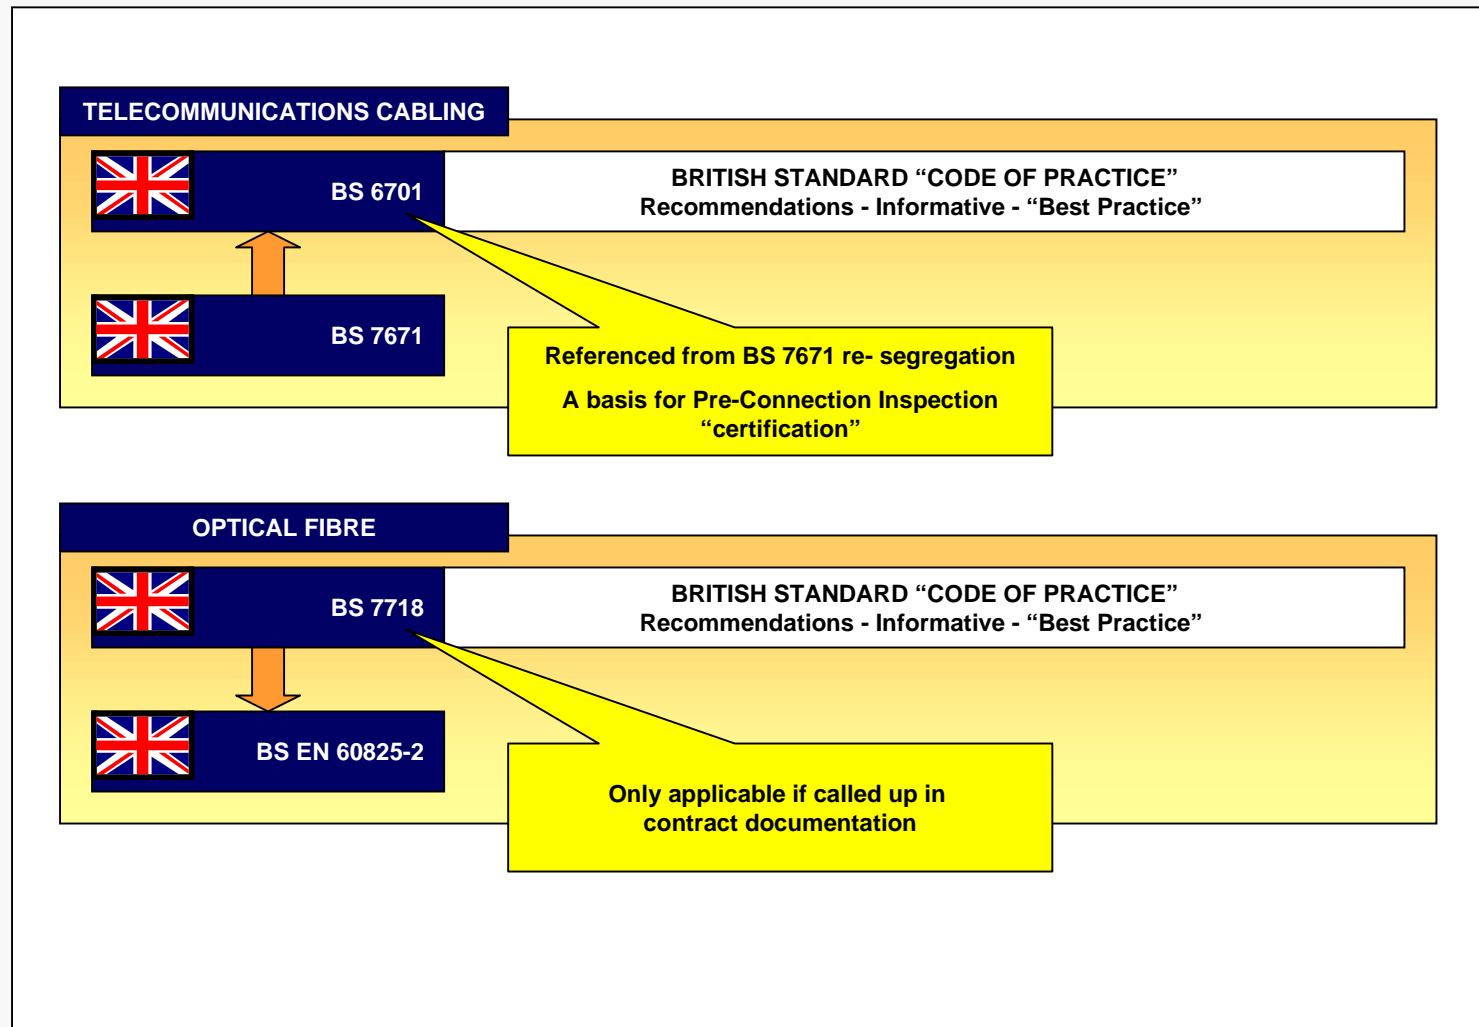 TELECOMMUNICATIONS CABLING
BS 6701
BRITISH STANDARD “CODE OF PRACTICE”
Recommendations - Informative - “Best Practice”
BS 7671
Referenced from BS 7671 re- segregation
A basis for Pre-Connection Inspection
“certification”
OPTICAL FIBRE
BS 7718
BRITISH STANDARD “CODE OF PRACTICE”
Recommendations - Informative - “Best Practice”
BS EN 60825-2
Only applicable if called up in
contract documentation